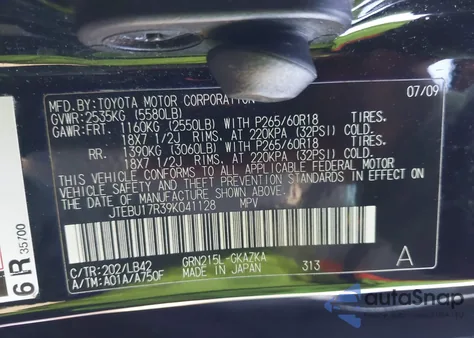 MFD.BY:TOYOTA MOTOR CORPORATION 07/09
GVWR: 2535KG (5580LB)
GAWR:FRT. 1160KG (2550LB) WITH P265/60R18 TIRES.
18X7 1/2J RIMS. AT 220KPA (32PSI) COLD.
RR. 1390KG (3060LB) WITH P265/60R18 TIRES.
18X7 1/2J RIMS. AT 220KPA (32PSI) COLD.
THIS VEHICLE CONFORMS TO ALL APPLICABLE FEDERAL MOTOR
VEHICLE SAFETY AND THEFT PREVENTION STANDARDS IN EFFECT ON
THE DATE OF MANUFACTURE SHOWN ABOVE.
JTEBU17R39K041128 MPV
C/TR:202/LB42 GRN215L-GKAZKA A
A/TM:A01A/A750F MADE IN JAPAN 313
6 R 35700
autaSnap